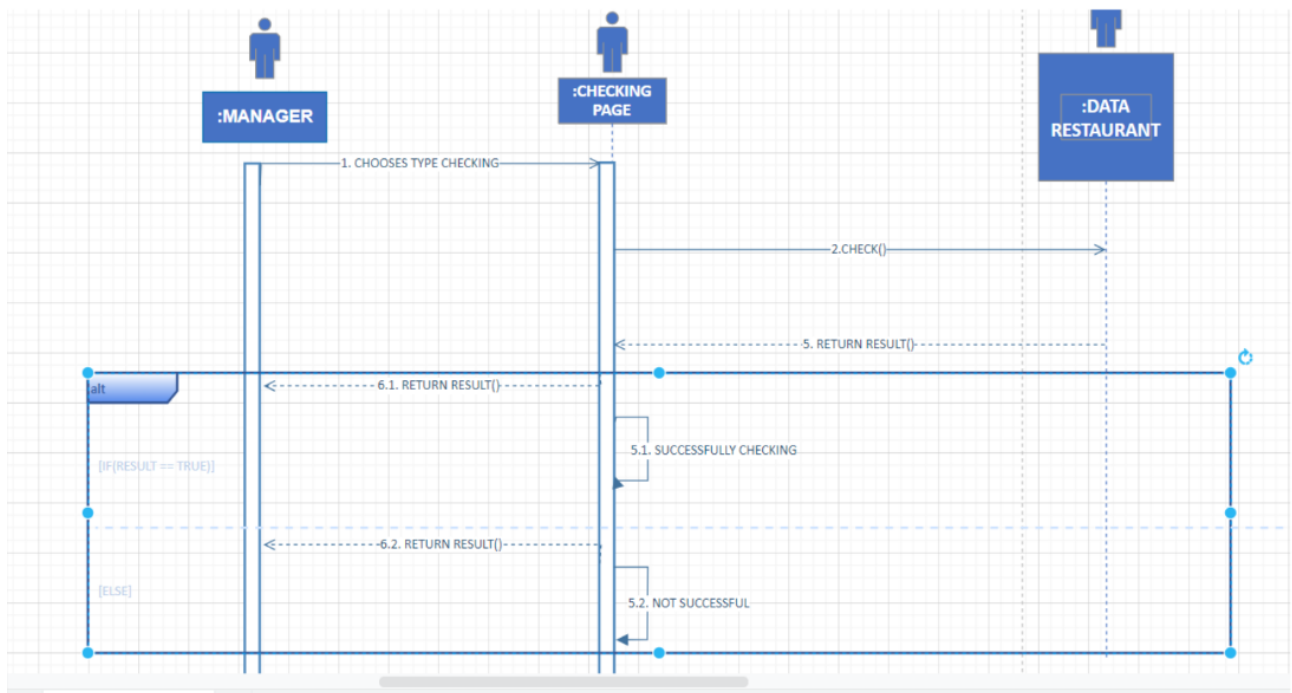 :MANAGER
:CHECKING
PAGE
:DATA
RESTAURANT
1. CHOOSES TYPE CHECKING
2.CHECK()
5. RETURN RESULT()
alt
6.1. RETURN RESULT()
5.1. SUCCESSFULLY CHECKING
[IF(RESULT == TRUE)]
6.2. RETURN RESULT()
[ELSE]
5.2. NOT SUCCESSFUL